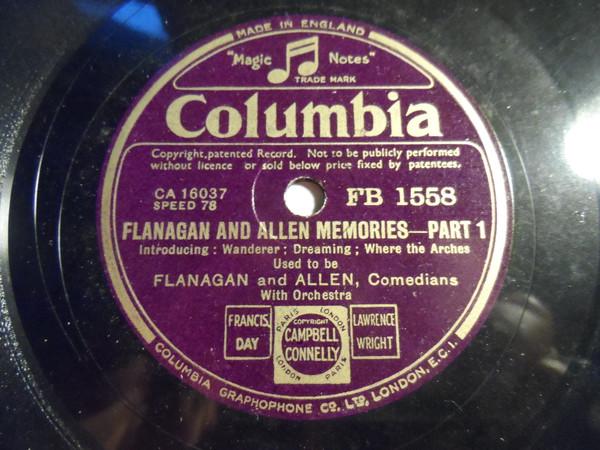 MADE IN ENGLAND
"Magic Notes"
TRADE MARK
Columbia
Copyright, patented Record. Not to be publicly performed
without licence or sold below price fixed by patentees.
CA 16037
SPEED 78
FB 1558
FLANAGAN AND ALLEN MEMORIES—PART 1
Introducing : Wanderer ; Dreaming ; Where the Arches
Used to be
FLANAGAN and ALLEN, Comedians
With Orchestra
FRANCIS,
DAY
PARIS LONDON
COPYRIGHT
CAMPBELL
CONNELLY
LONDON PARIS
LAWRENCE
WRIGHT
COLUMBIA GRAPHOPHONE CO. LTD, LONDON, E.C.1.